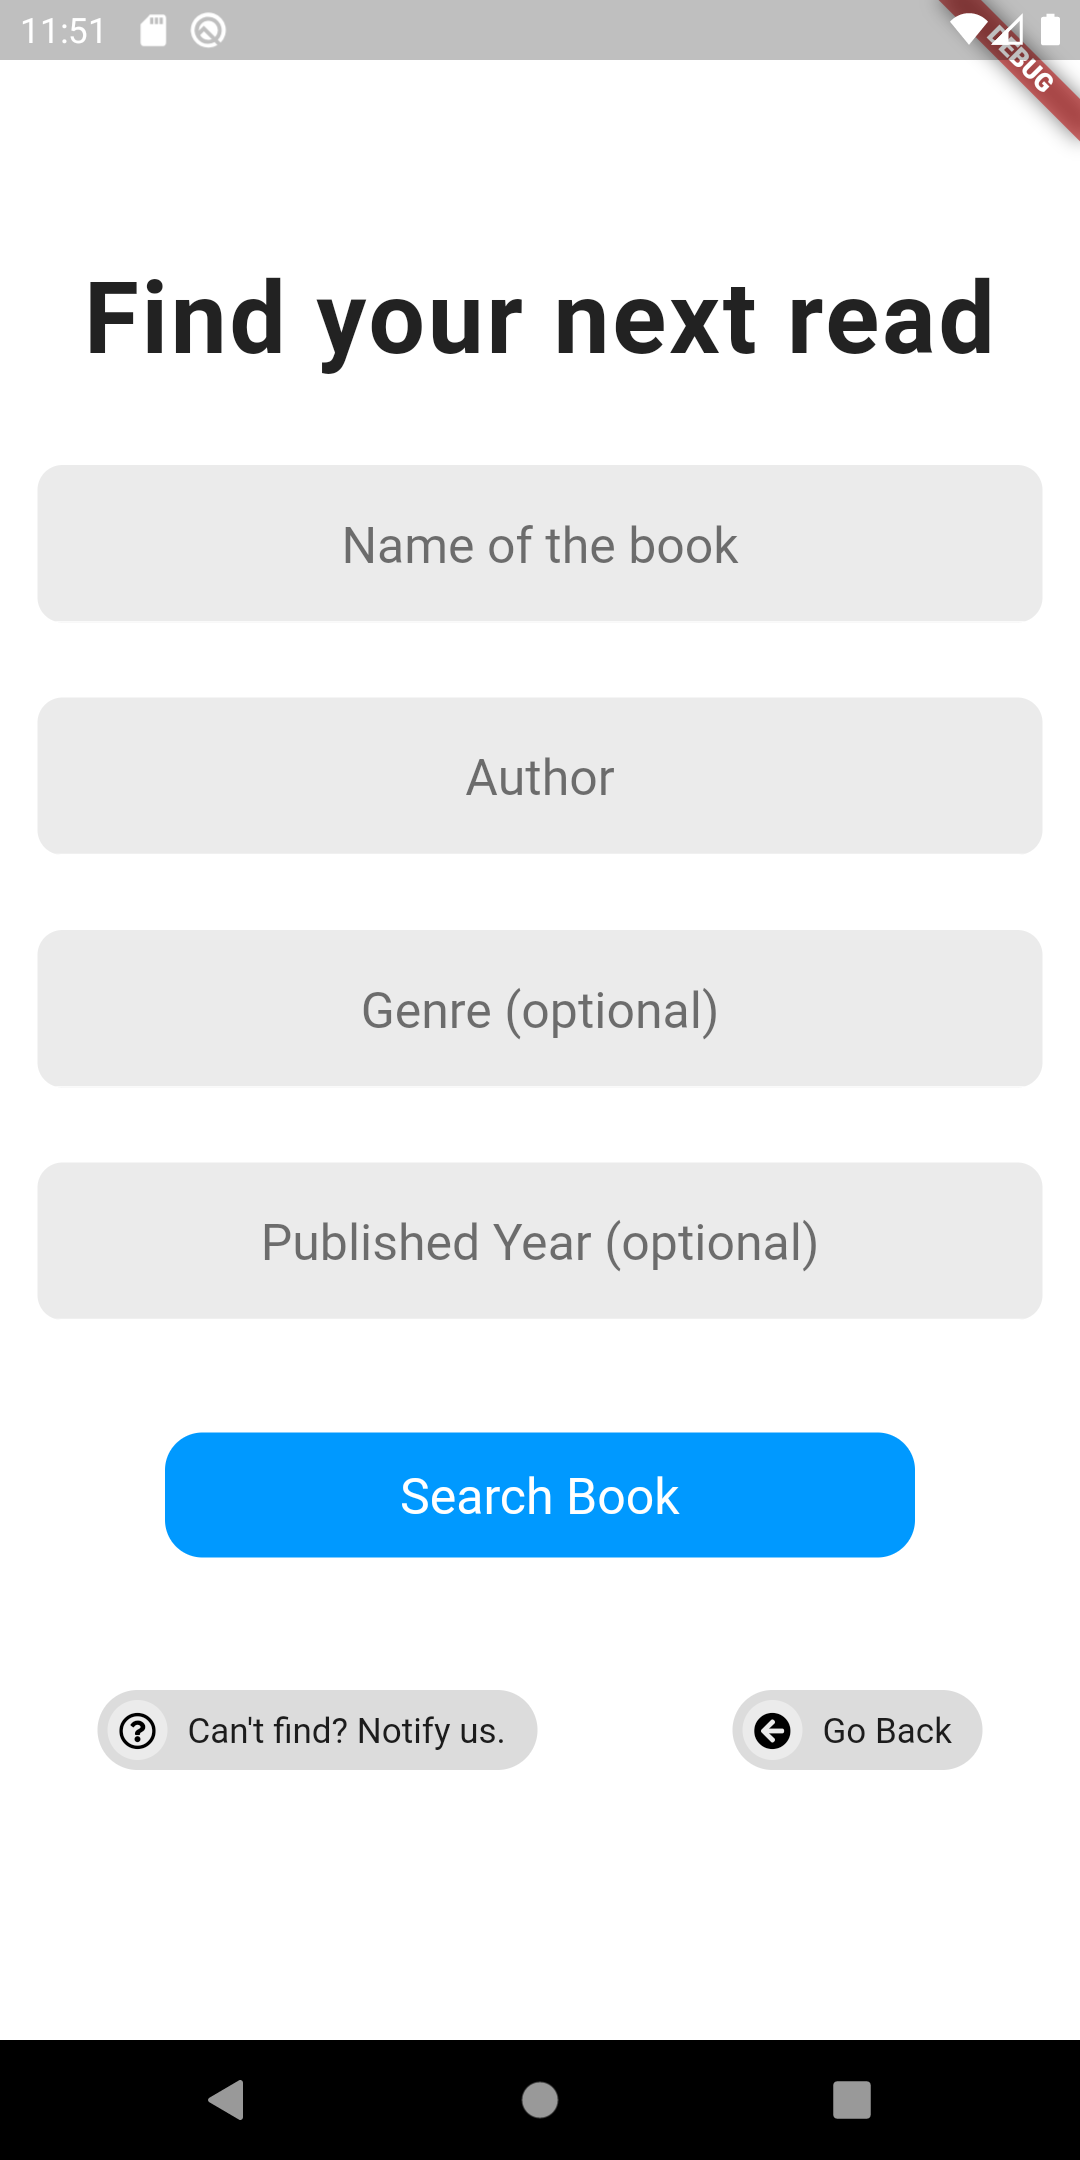 11:51
DEBUG
Find your next read
Name of the book
Author
Genre (optional)
Published Year (optional)
Search Book
Can't find? Notify us.
Go Back